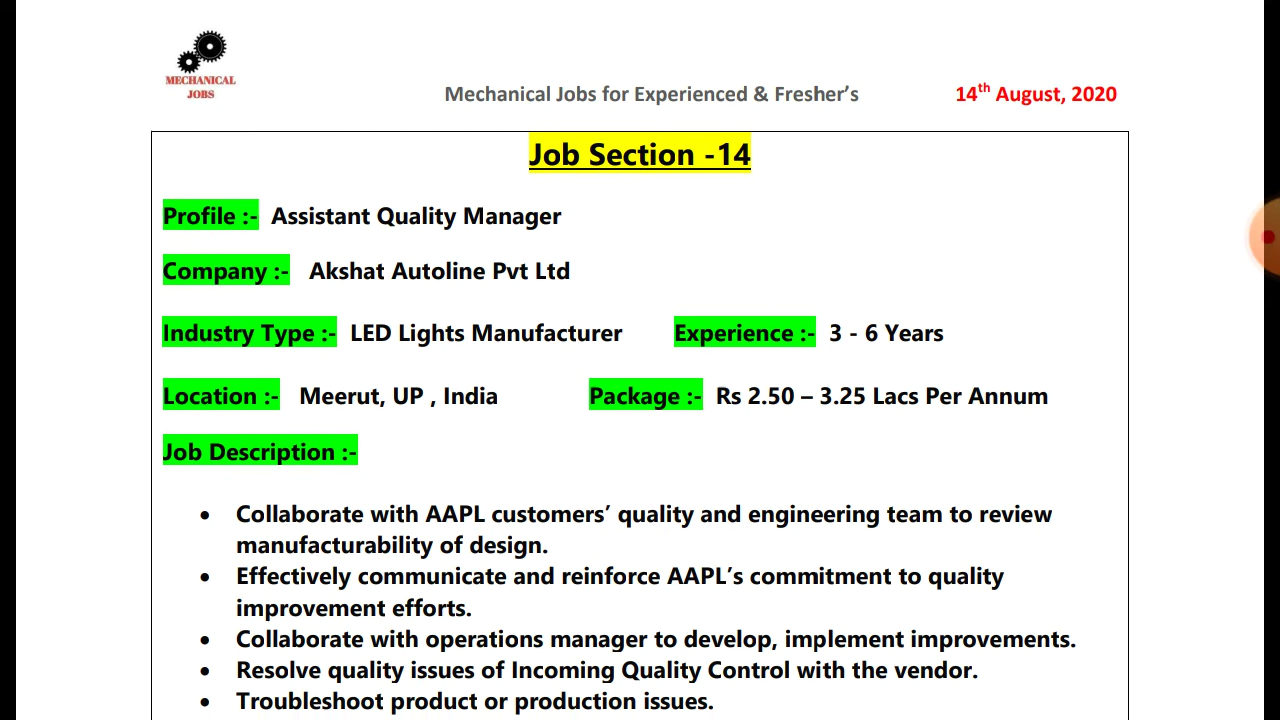 MECHANICAL
JOBS
Mechanical Jobs for Experienced & Fresher’s
14th August, 2020
Job Section -14
Profile :- Assistant Quality Manager
Company :- Akshat Autoline Pvt Ltd
Industry Type :- LED Lights Manufacturer Experience :- 3 - 6 Years
Location :- Meerut, UP , India Package :- Rs 2.50 – 3.25 Lacs Per Annum
Job Description :-
• Collaborate with AAPL customers’ quality and engineering team to review
manufacturability of design.
• Effectively communicate and reinforce AAPL’s commitment to quality
improvement efforts.
• Collaborate with operations manager to develop, implement improvements.
• Resolve quality issues of Incoming Quality Control with the vendor.
• Troubleshoot product or production issues.